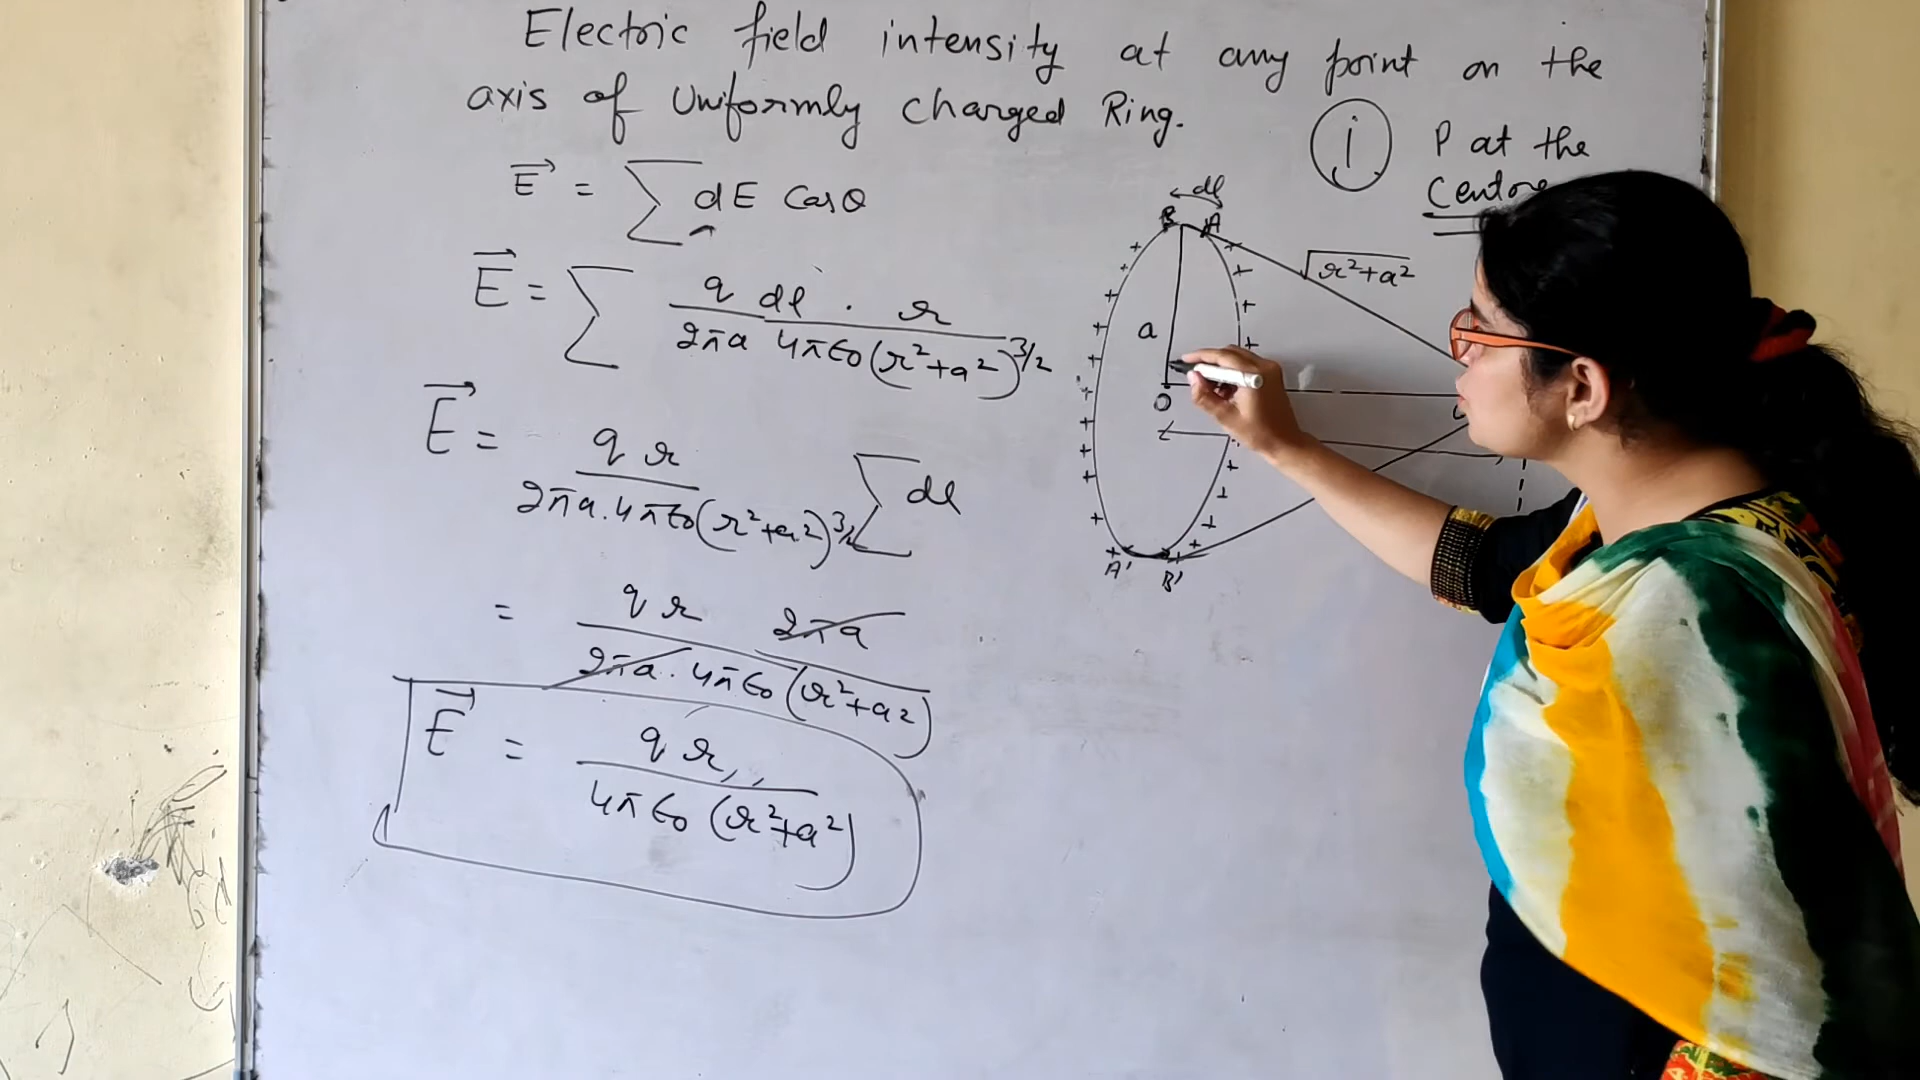 Electric field intensity at any point on the
axis of Uniformly Charged Ring.
i
P at the
Centre
E⃗ = ∑ dE Cosθ
E⃗ = ∑ q dl . r / 2πa 4πε₀(r²+a²)^3/2
E⃗ = q r / 2πa.4πε₀(r²+a²)^3/2 ∑ dl
= q r 2πa / 2πa.4πε₀(r²+a²)
E⃗ = q r / 4πε₀(r²+a²)
dl
B A
√r²+a²
a
O
r
A' B'